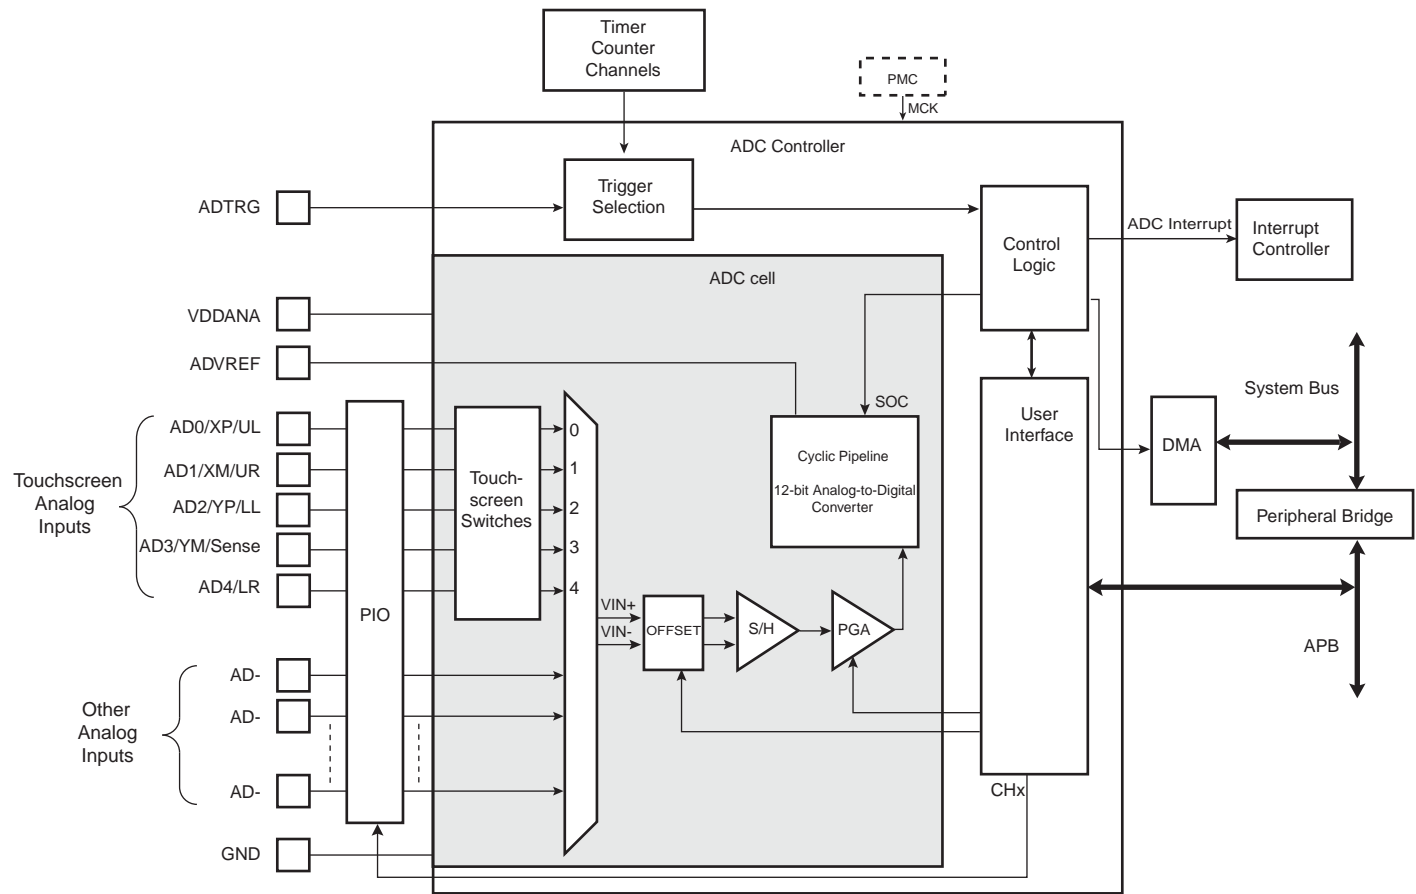 Timer
Counter
Channels
PMC
MCK
ADC Controller
ADTRG
Trigger
Selection
Control
Logic
ADC Interrupt
Interrupt
Controller
ADC cell
VDDANA
ADVREF
SOC
System Bus
Touchscreen
Analog
Inputs
AD0/XP/UL
AD1/XM/UR
AD2/YP/LL
AD3/YM/Sense
AD4/LR
PIO
Touch-
screen
Switches
0
1
2
3
4
Cyclic Pipeline
12-bit Analog-to-Digital
Converter
User
Interface
DMA
Peripheral Bridge
VIN+
VIN-
OFFSET
S/H
PGA
APB
Other
Analog
Inputs
AD-
AD-
AD-
CHx
GND